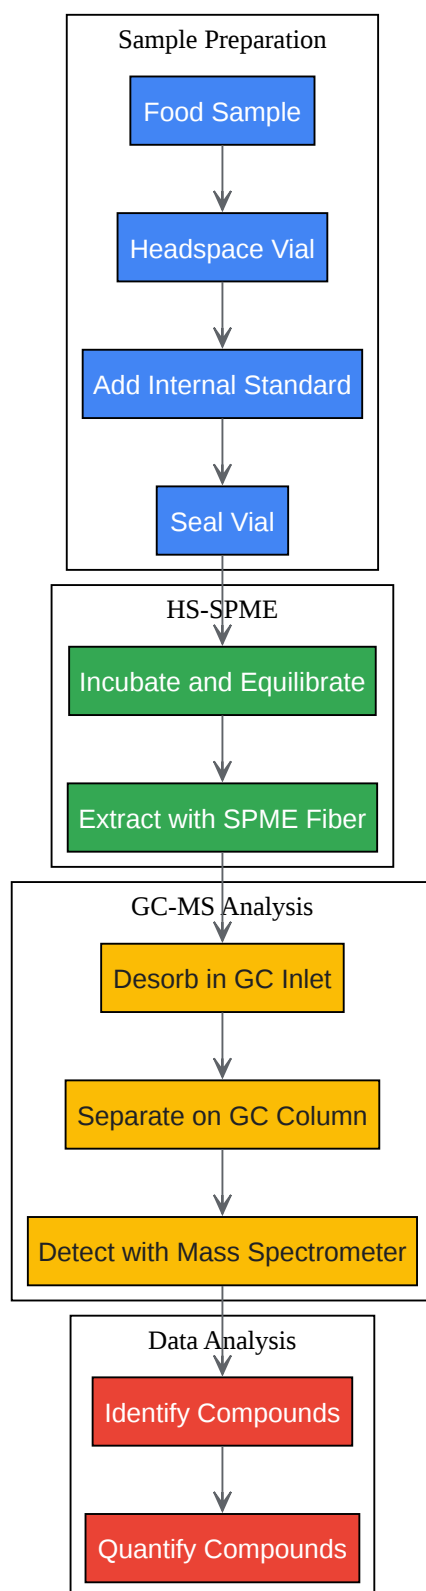 Sample Preparation
Food Sample
Headspace Vial
Add Internal Standard
Seal Vial
HS-SPME
Incubate and Equilibrate
Extract with SPME Fiber
GC-MS Analysis
Desorb in GC Inlet
Separate on GC Column
Detect with Mass Spectrometer
Data Analysis
Identify Compounds
Quantify Compounds